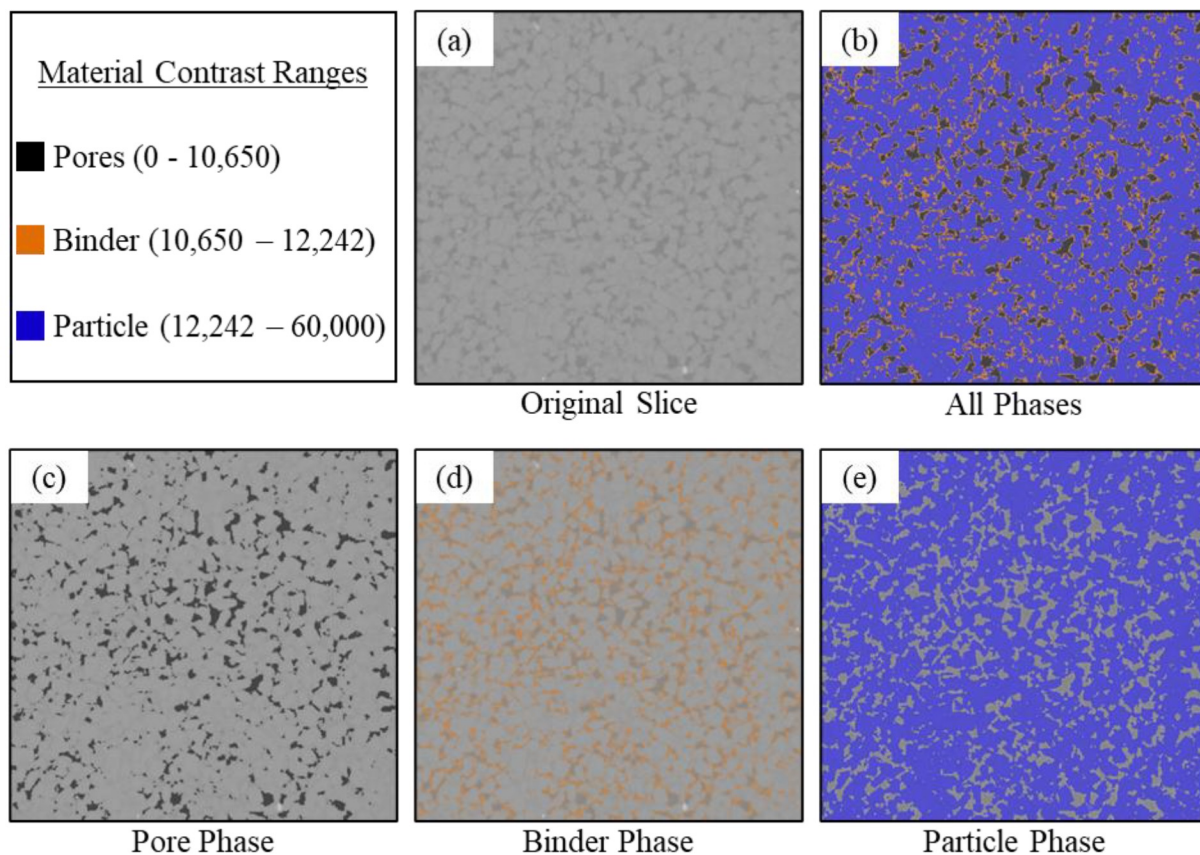 Material Contrast Ranges
Pores (0 - 10,650)
Binder (10,650 – 12,242)
Particle (12,242 – 60,000)
(a)
Original Slice
(b)
All Phases
(c)
Pore Phase
(d)
Binder Phase
(e)
Particle Phase